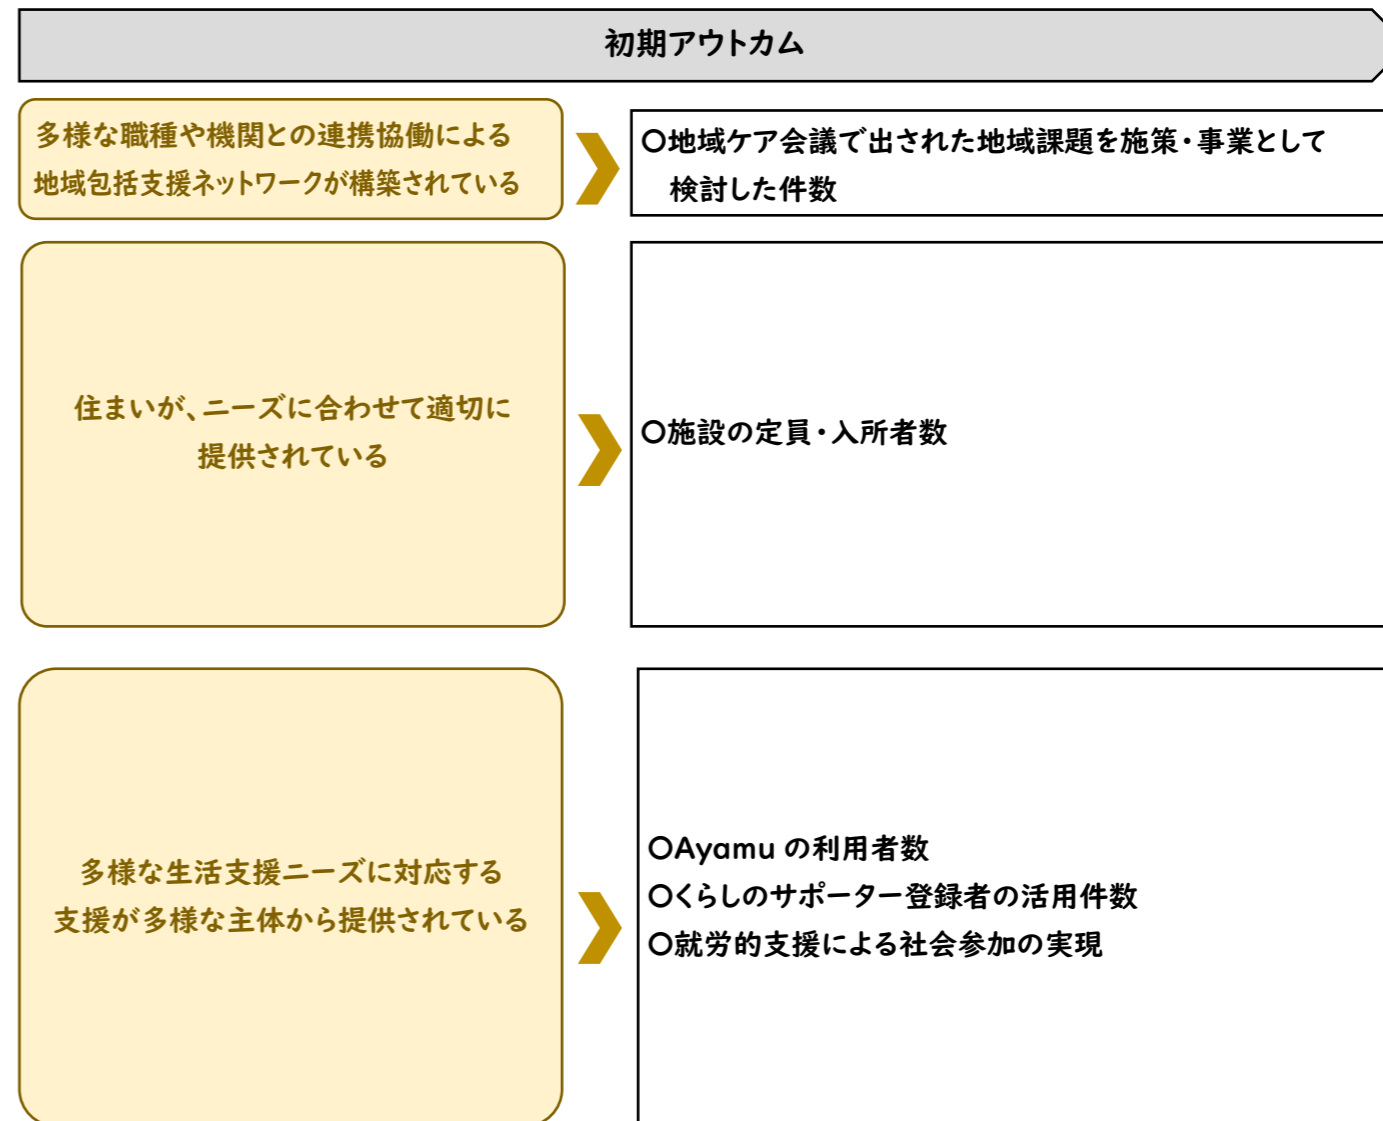 初期アウトカム
多様な職種や機関との連携協働による
地域包括支援ネットワークが構築されている
〇地域ケア会議で出された地域課題を施策・事業として
検討した件数
住まいが、ニーズに合わせて適切に
提供されている
〇施設の定員・入所者数
多様な生活支援ニーズに対応する
支援が多様な主体から提供されている
〇Ayamu の利用者数
〇くらしのサポーター登録者の活用件数
〇就労的支援による社会参加の実現